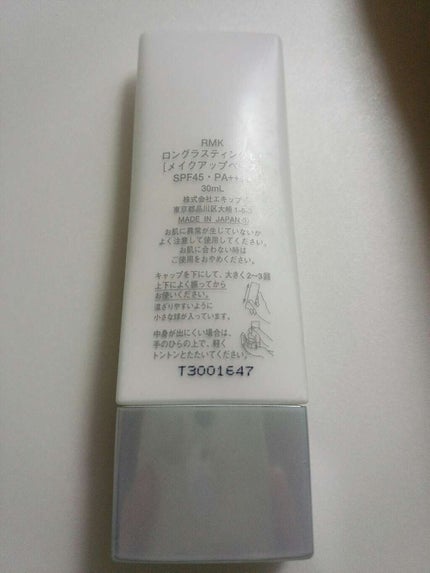 RMK
ロングラスティング
[メイクアップベ
SPF45・PA++
30mL
株式会社エキップ
東京都品川区大崎1-6-3
MADE IN JAPAN
お肌に異常が生じていないか
よく注意して使用してください。
お肌に合わない時は
ご使用をおやめください。
キャップを下にして、大きく2〜3回
上下によく振ってから
お使いください。
混ざりやすいように
小さな球が入っています。
中身が出にくい場合は、
手のひらの上で、軽く
トントンとたたいてください。
T3001647